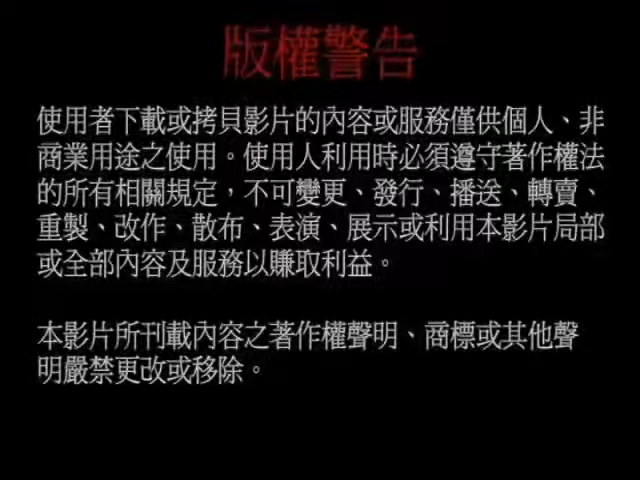 版權警告
使用者下載或拷貝影片的內容或服務僅供個人、非
商業用途之使用。使用人利用時必須遵守著作權法
的所有相關規定，不可變更、發行、播送、轉賣、
重製、改作、散布、表演、展示或利用本影片局部
或全部內容及服務以賺取利益。
本影片所刊載內容之著作權聲明、商標或其他聲
明嚴禁更改或移除。